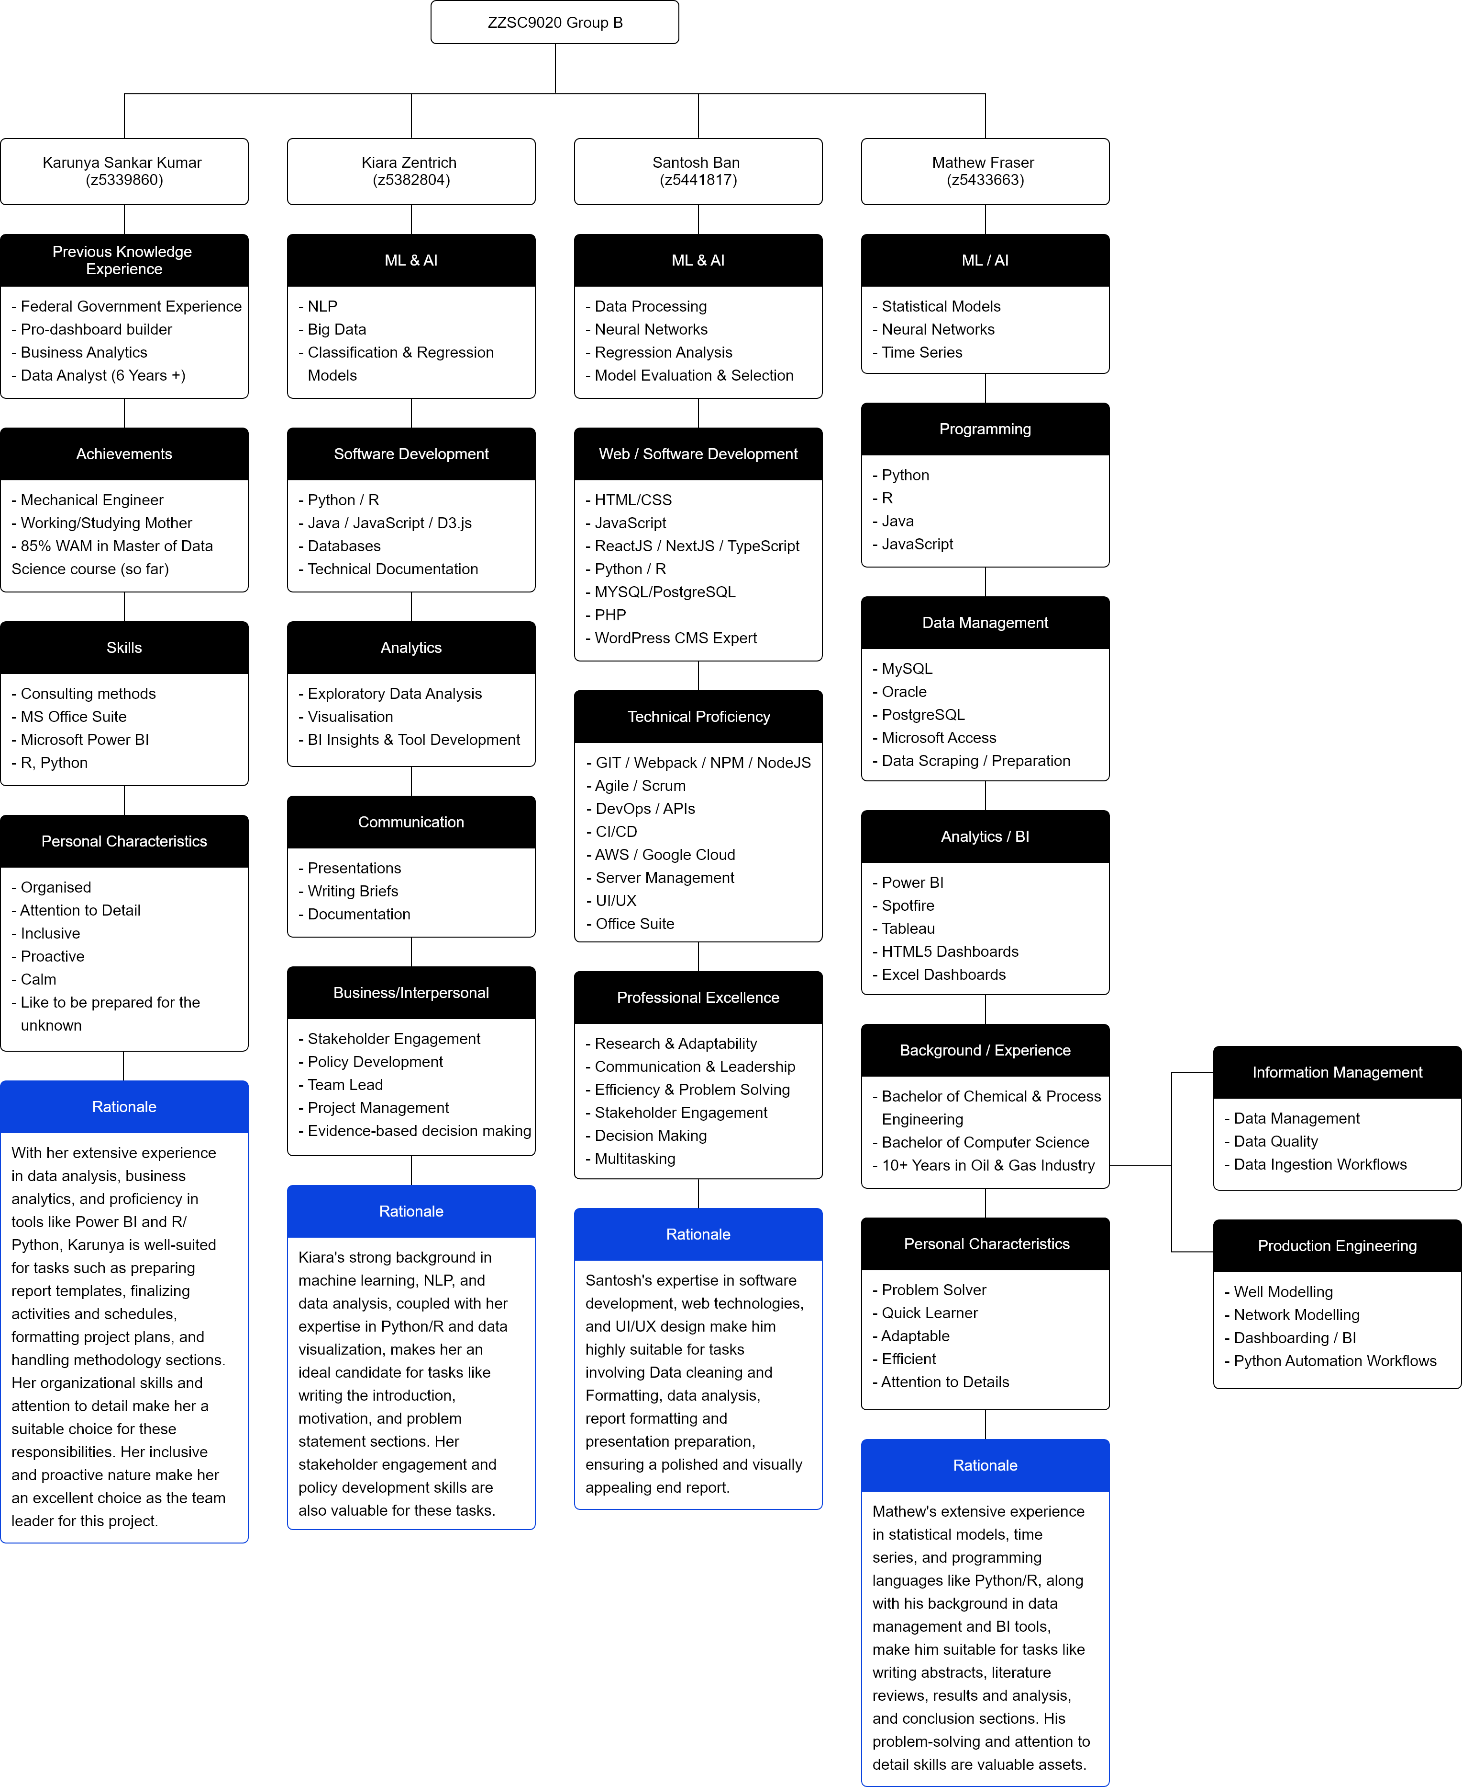 ZZSC9020 Group B
Karunya Sankar Kumar
(z5339860)
Previous Knowledge
Experience
- Federal Government Experience
- Pro-dashboard builder
- Business Analytics
- Data Analyst (6 Years +)
Achievements
- Mechanical Engineer
- Working/Studying Mother
- 85% WAM in Master of Data
Science course (so far)
Skills
- Consulting methods
- MS Office Suite
- Microsoft Power BI
- R, Python
Personal Characteristics
- Organised
- Attention to Detail
- Inclusive
- Proactive
- Calm
- Like to be prepared for the
unknown
Rationale
With her extensive experience
in data analysis, business
analytics, and proficiency in
tools like Power BI and R/
Python, Karunya is well-suited
for tasks such as preparing
report templates, finalizing
activities and schedules,
formatting project plans, and
handling methodology sections.
Her organizational skills and
attention to detail make her a
suitable choice for these
responsibilities. Her inclusive
and proactive nature make her
an excellent choice as the team
leader for this project.
Kiara Zentrich
(z5382804)
ML & AI
- NLP
- Big Data
- Classification & Regression
Models
Software Development
- Python / R
- Java / JavaScript / D3.js
- Databases
- Technical Documentation
Analytics
- Exploratory Data Analysis
- Visualisation
- BI Insights & Tool Development
Communication
- Presentations
- Writing Briefs
- Documentation
Business/Interpersonal
- Stakeholder Engagement
- Policy Development
- Team Lead
- Project Management
- Evidence-based decision making
Rationale
Kiara's strong background in
machine learning, NLP, and
data analysis, coupled with her
expertise in Python/R and data
visualization, makes her an
ideal candidate for tasks like
writing the introduction,
motivation, and problem
statement sections. Her
stakeholder engagement and
policy development skills are
also valuable for these tasks.
Santosh Ban
(z5441817)
ML & AI
- Data Processing
- Neural Networks
- Regression Analysis
- Model Evaluation & Selection
Web / Software Development
- HTML/CSS
- JavaScript
- ReactJS / NextJS / TypeScript
- Python / R
- MYSQL/PostgreSQL
- PHP
- WordPress CMS Expert
Technical Proficiency
- GIT / Webpack / NPM / NodeJS
- Agile / Scrum
- DevOps / APIs
- CI/CD
- AWS / Google Cloud
- Server Management
- UI/UX
- Office Suite
Professional Excellence
- Research & Adaptability
- Communication & Leadership
- Efficiency & Problem Solving
- Stakeholder Engagement
- Decision Making
- Multitasking
Rationale
Santosh's expertise in software
development, web technologies,
and UI/UX design make him
highly suitable for tasks
involving Data cleaning and
Formatting, data analysis,
report formatting and
presentation preparation,
ensuring a polished and visually
appealing end report.
Mathew Fraser
(z5433663)
ML / AI
- Statistical Models
- Neural Networks
- Time Series
Programming
- Python
- R
- Java
- JavaScript
Data Management
- MySQL
- Oracle
- PostgreSQL
- Microsoft Access
- Data Scraping / Preparation
Analytics / BI
- Power BI
- Spotfire
- Tableau
- HTML5 Dashboards
- Excel Dashboards
Background / Experience
- Bachelor of Chemical & Process
Engineering
- Bachelor of Computer Science
- 10+ Years in Oil & Gas Industry
Personal Characteristics
- Problem Solver
- Quick Learner
- Adaptable
- Efficient
- Attention to Details
Rationale
Mathew's extensive experience
in statistical models, time
series, and programming
languages like Python/R, along
with his background in data
management and BI tools,
make him suitable for tasks like
writing abstracts, literature
reviews, results and analysis,
and conclusion sections. His
problem-solving and attention to
detail skills are valuable assets.
Information Management
- Data Management
- Data Quality
- Data Ingestion Workflows
Production Engineering
- Well Modelling
- Network Modelling
- Dashboarding / BI
- Python Automation Workflows